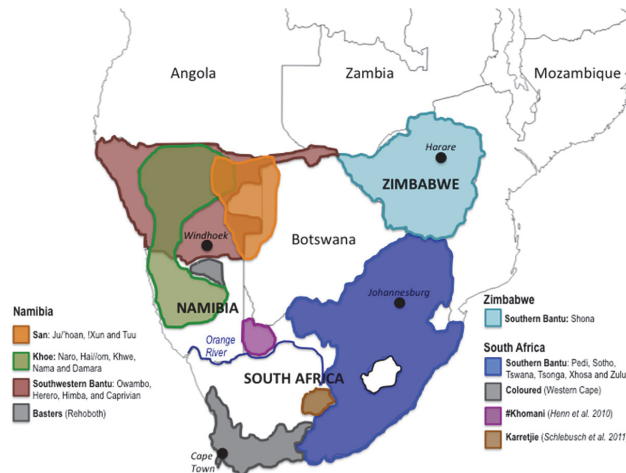 Angola
Zambia
Mozambique
Harare
ZIMBABWE
Windhoek
Botswana
NAMIBIA
Johannesburg
Orange
River
SOUTH AFRICA
Cape
Town
Namibia
San: Ju/'hoan, !Xun and Tuu
Khoe: Naro, Hai//om, Khwe,
Nama and Damara
Southwestern Bantu: Owambo,
Herero, Himba, and Caprivian
Basters (Rehoboth)
Zimbabwe
Southern Bantu: Shona
South Africa
Southern Bantu: Pedi, Sotho,
Tswana, Tsonga, Xhosa and Zulu
Coloured (Western Cape)
#Khomani (Henn et al. 2010)
Karretjie (Schlebusch et al. 2011